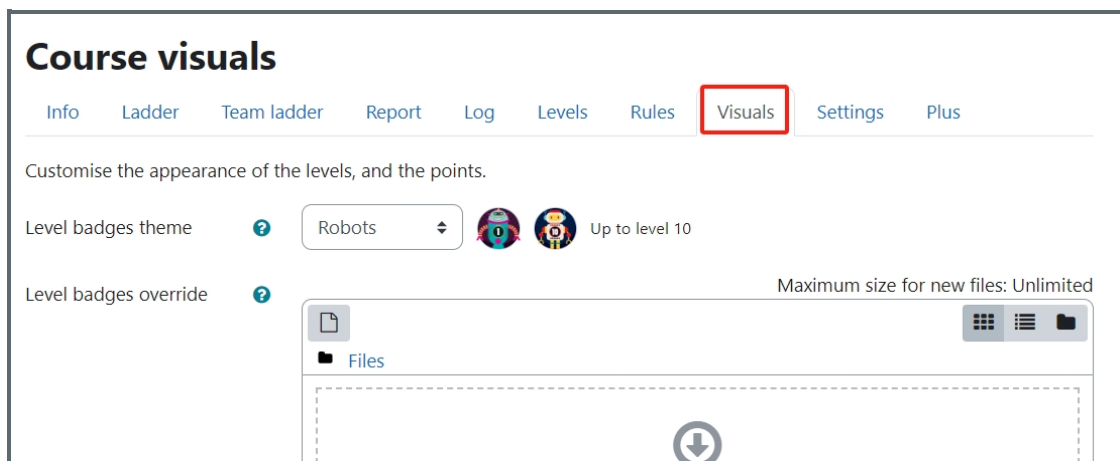 Course visuals
Info Ladder Team ladder Report Log Levels Rules Visuals Settings Plus
Customise the appearance of the levels, and the points.
Level badges theme ? Robots 1 10 Up to level 10
Level badges override ? Maximum size for new files: Unlimited
Files